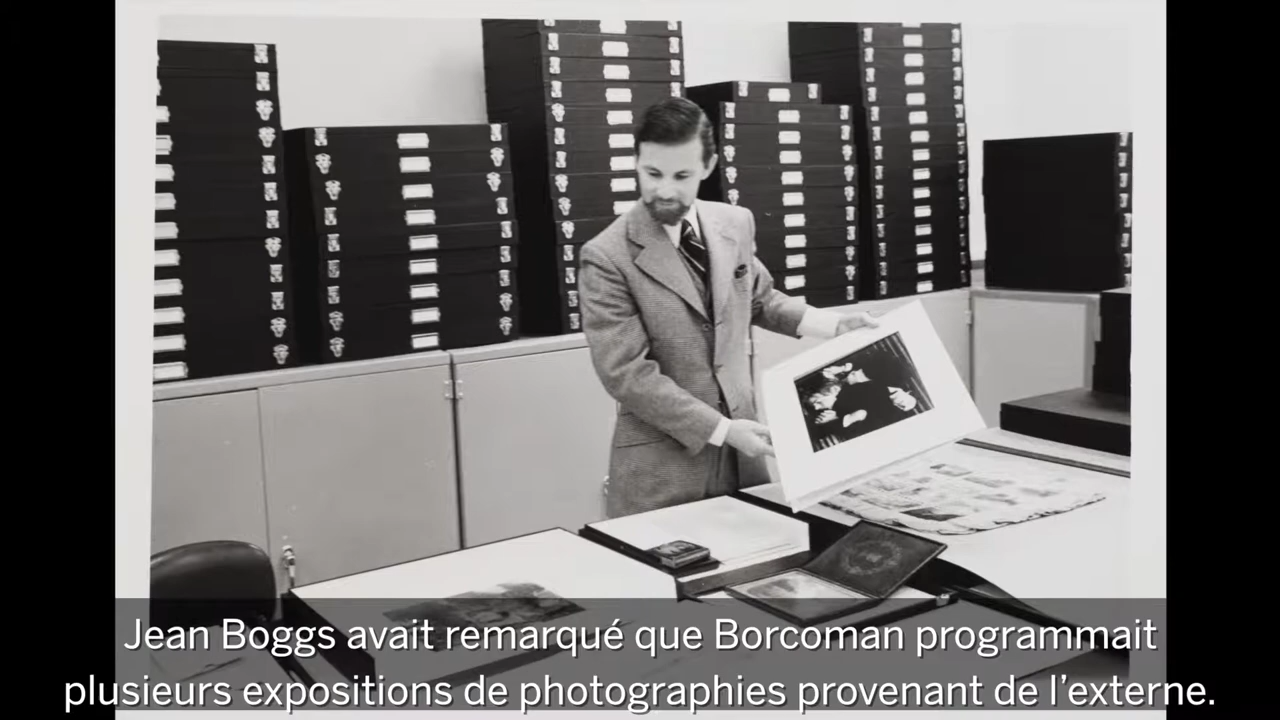 Jean Boggs avait remarqué que Borcoman programmait
plusieurs expositions de photographies provenant de l'externe.